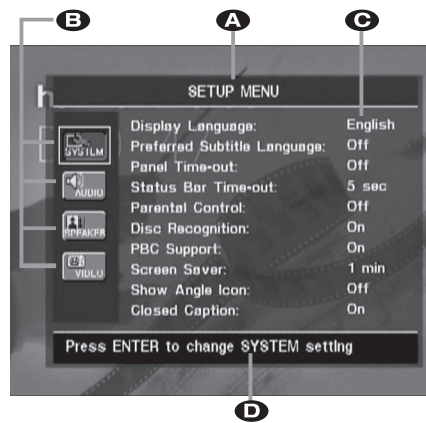 B A C
h
SETUP MENU
Display Language: English
Preferred Subtitle Language: Off
Panel Time-out: Off
Status Bar Time-out: 5 sec
Parental Control: Off
Disc Recognition: On
PBC Support: On
Screen Saver: 1 min
Show Angle Icon: Off
Closed Caption: On
SYSTEM
AUDIO
SPEAKER
VIDEO
Press ENTER to change SYSTEM setting
D